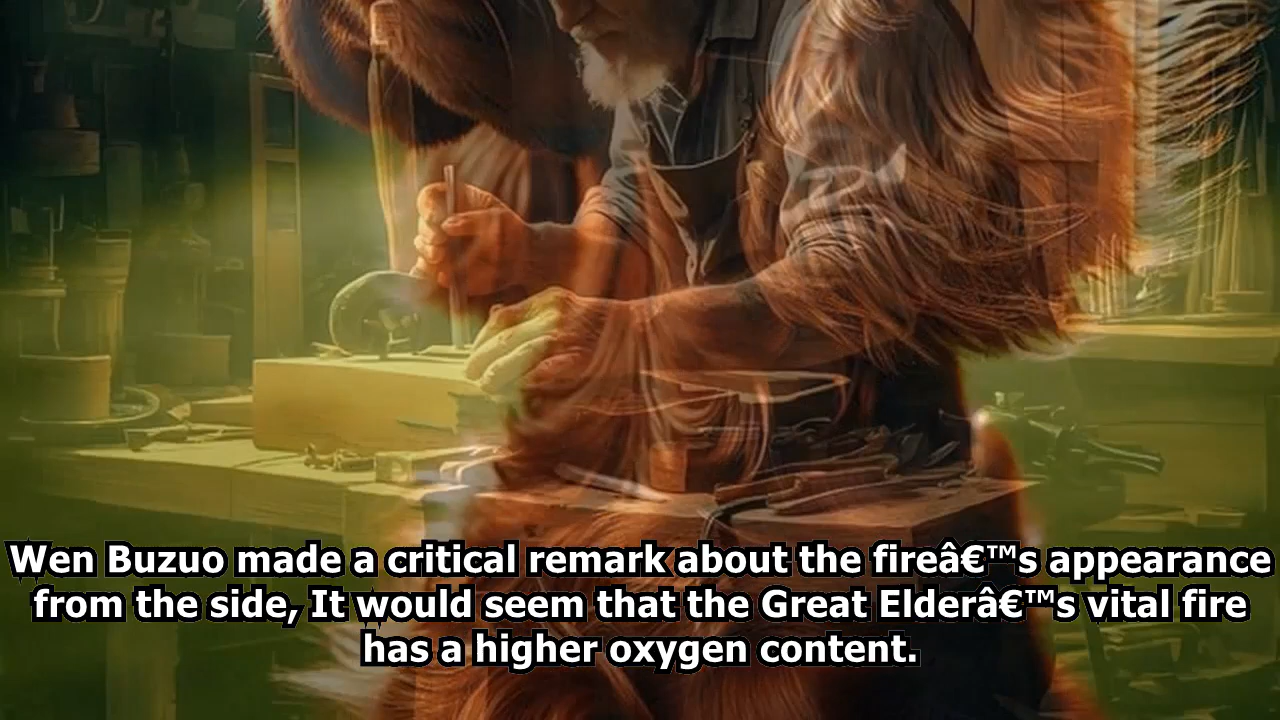 Wen Buzuo made a critical remark about the fireâ€™s appearance
from the side, It would seem that the Great Elderâ€™s vital fire
has a higher oxygen content.